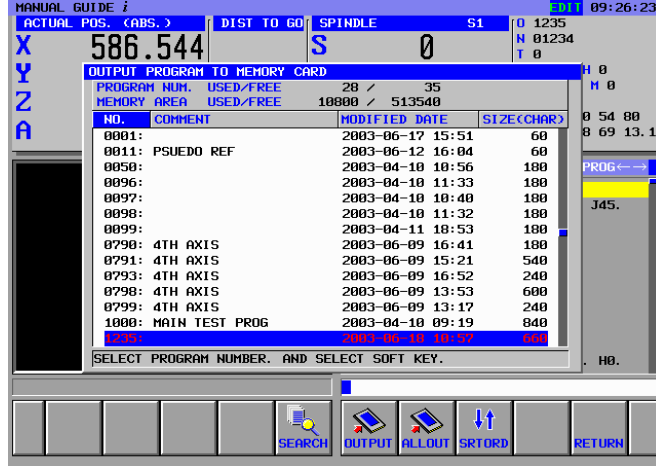 MANUAL GUIDE i EDIT 09:26:23
ACTUAL POS. (ABS.) DIST TO GO SPINDLE S1 O 1235
X 586.544 S 0 N 01234
T 0
Y H 0
M 0
Z
0 54 80
A 8 69 13.1
OUTPUT PROGRAM TO MEMORY CARD
PROGRAM NUM. USED/FREE 28 / 35
MEMORY AREA USED/FREE 10800 / 513540
NO. COMMENT MODIFIED DATE SIZE(CHAR)
0001: 2003-06-17 15:51 60
0011: PSUEDO REF 2003-06-12 16:04 60
0050: 2003-04-10 10:56 180
0096: 2003-04-10 11:33 180
0097: 2003-04-10 10:40 180
0098: 2003-04-10 11:32 180
0099: 2003-04-11 18:53 180
0790: 4TH AXIS 2003-06-09 16:41 180
0791: 4TH AXIS 2003-06-09 15:21 540
0793: 4TH AXIS 2003-06-09 16:52 240
0798: 4TH AXIS 2003-06-09 13:53 600
0799: 4TH AXIS 2003-06-09 13:17 240
1000: MAIN TEST PROG 2003-04-10 09:19 840
1235: 2003-06-18 10:57 660
SELECT PROGRAM NUMBER. AND SELECT SOFT KEY.
PROG←→
J45.
. H0.
SEARCH OUTPUT ALLOUT SRTORD RETURN